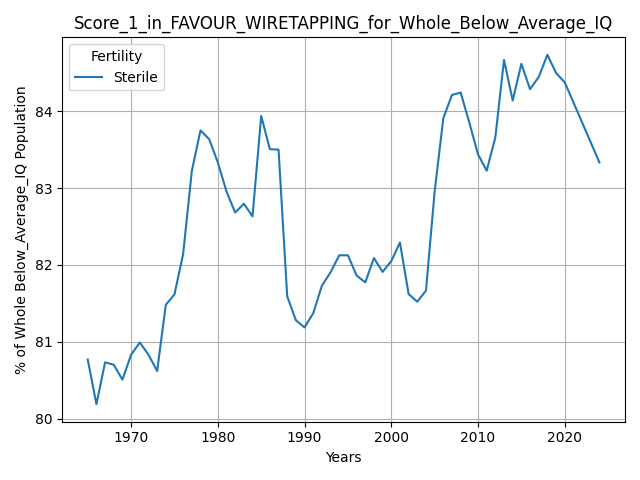 Score_1_in_FAVOUR_WIRETAPPING_for_Whole_Below_Average_IQ
Fertility
Sterile
% of Whole Below_Average_IQ Population
84
83
82
81
80
1970 1980 1990 2000 2010 2020
Years